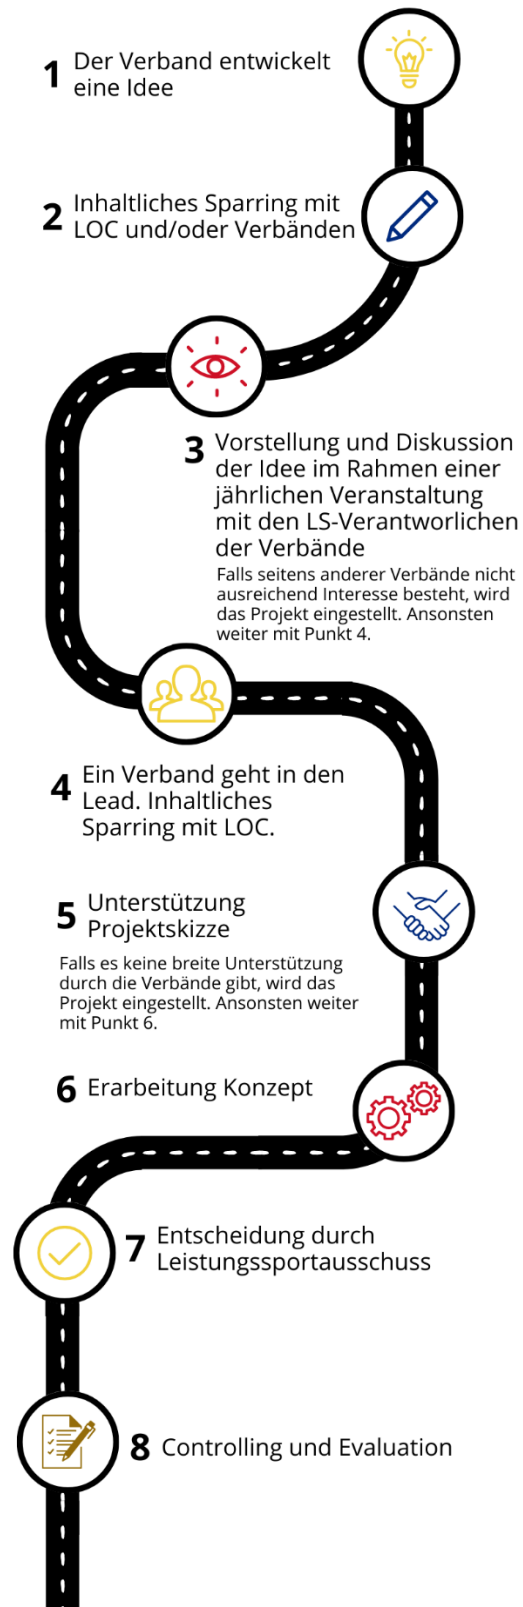 1 Der Verband entwickelt
eine Idee
2 Inhaltliches Sparring mit
LOC und/oder Verbänden
3 Vorstellung und Diskussion
der Idee im Rahmen einer
jährlichen Veranstaltung
mit den LS-Verantworlichen
der Verbände
Falls seitens anderer Verbände nicht
ausreichend Interesse besteht, wird
das Projekt eingestellt. Ansonsten
weiter mit Punkt 4.
4 Ein Verband geht in den
Lead. Inhaltliches
Sparring mit LOC.
5 Unterstützung
Projektskizze
Falls es keine breite Unterstützung
durch die Verbände gibt, wird das
Projekt eingestellt. Ansonsten weiter
mit Punkt 6.
6 Erarbeitung Konzept
7 Entscheidung durch
Leistungssportausschuss
8 Controlling und Evaluation